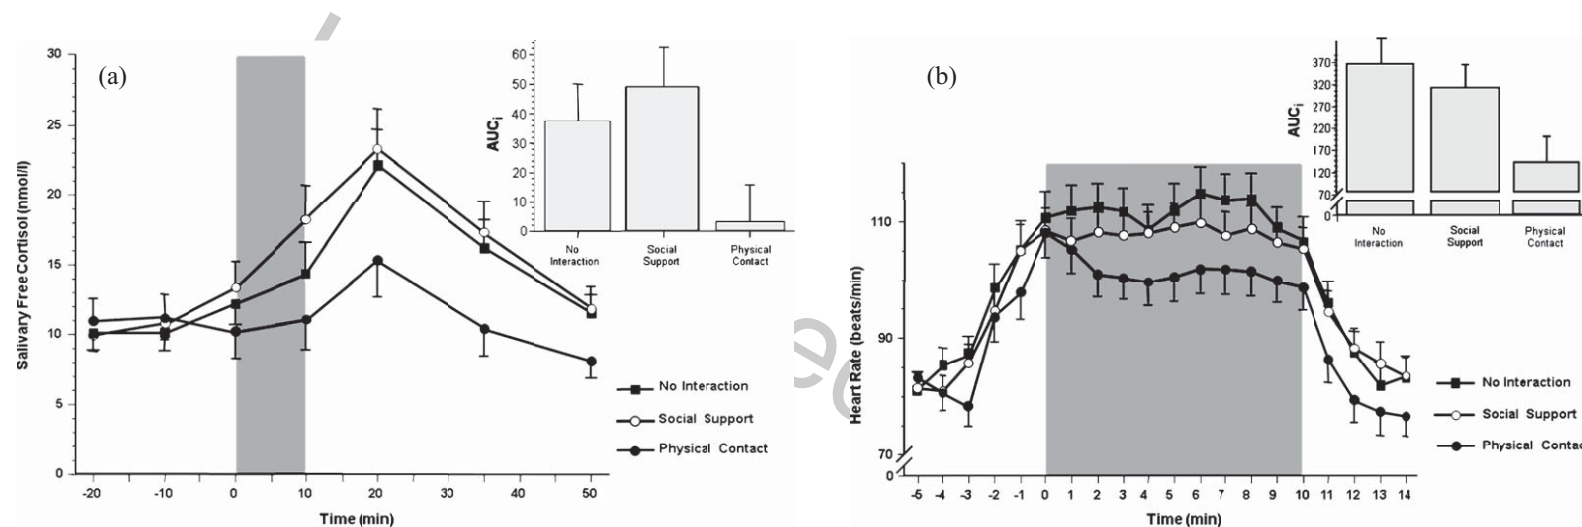 (a)
30
25
20
15
10
5
0
Salivary Free Cortisol (nmol/l)
-20 -10 0 10 20 30 40 50
Time (min)
60
50
40
30
20
10
0
AUCi
No Interaction
Social Support
Physical Contact
No Interaction
Social Support
Physical Contact
(b)
110
90
70
0
Heart Rate (beats/min)
-5 -4 -3 -2 -1 0 1 2 3 4 5 6 7 8 9 10 11 12 13 14
Time (min)
370
320
270
220
170
120
70
0
AUCi
No Interaction
Social Support
Physical Contact
No Interaction
Social Support
Physical Contac